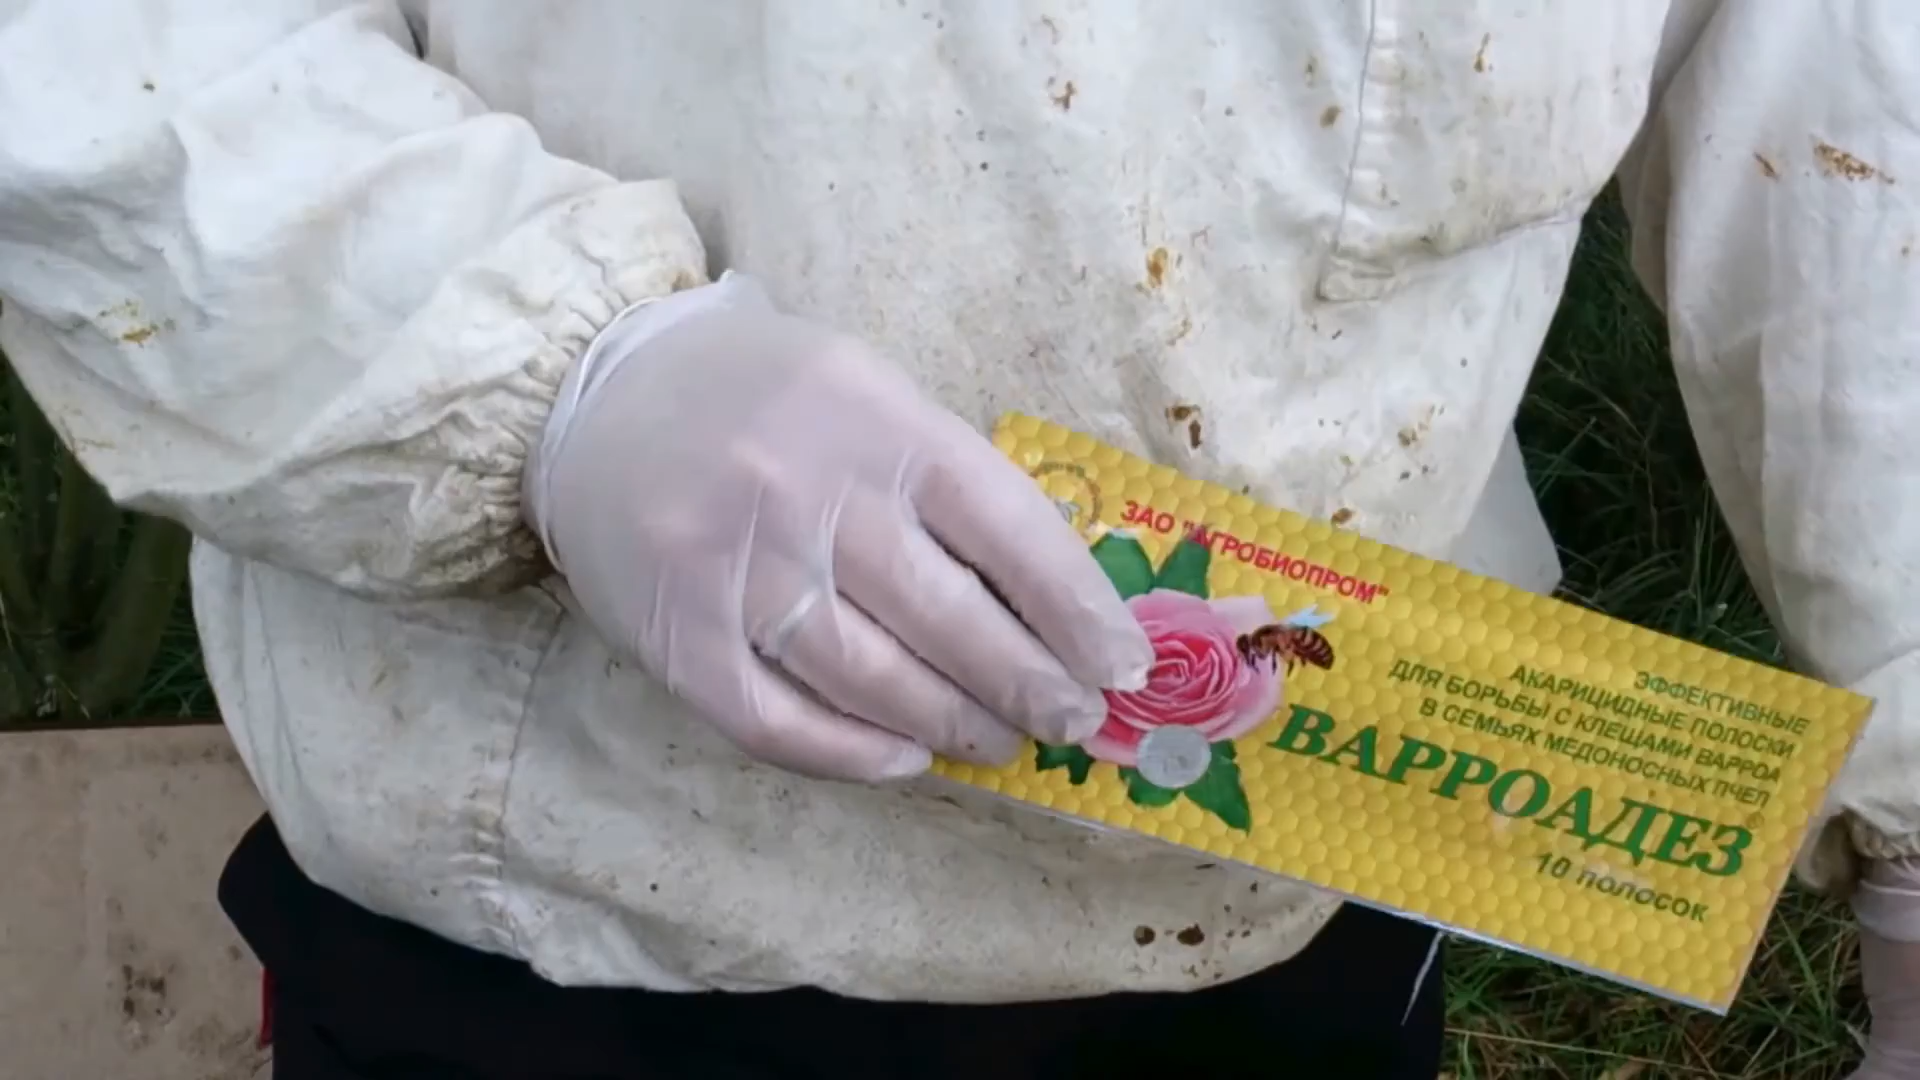 ЗАО "АГРОБИОПРОМ"
ЭФФЕКТИВНЫЕ
АКАРИЦИДНЫЕ ПОЛОСКИ
ДЛЯ БОРЬБЫ С КЛЕЩАМИ ВАРРОА
В СЕМЬЯХ МЕДОНОСНЫХ ПЧЕЛ
ВАРРОАДЕЗ
10 полосок